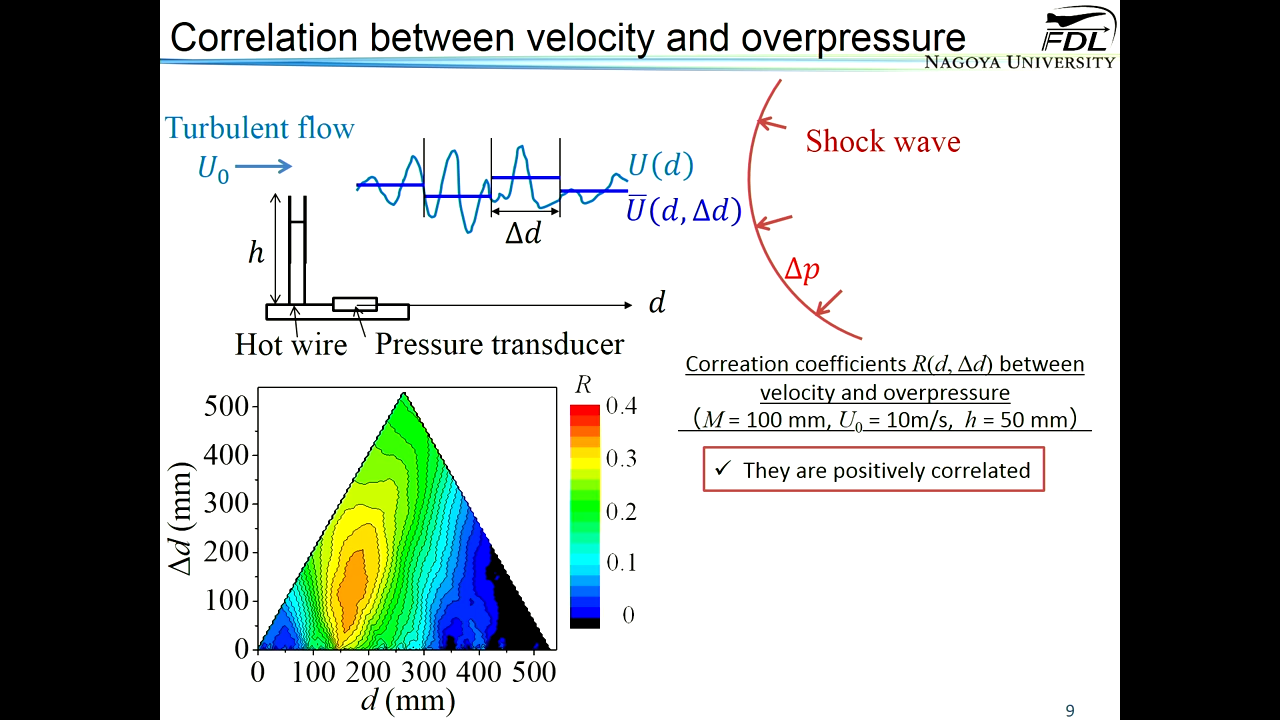 Correlation between velocity and overpressure
FDL
NAGOYA UNIVERSITY
Turbulent flow
U₀
U(d)
U̅(d, Δd)
Δd
h
d
Hot wire
Pressure transducer
Shock wave
Δp
Correation coefficients R(d, Δd) between
velocity and overpressure
(M = 100 mm, U₀ = 10m/s, h = 50 mm)
✓ They are positively correlated
R
0.4
0.3
0.2
0.1
0
Δd (mm)
500
400
300
200
100
0
0 100 200 300 400 500
d (mm)
9